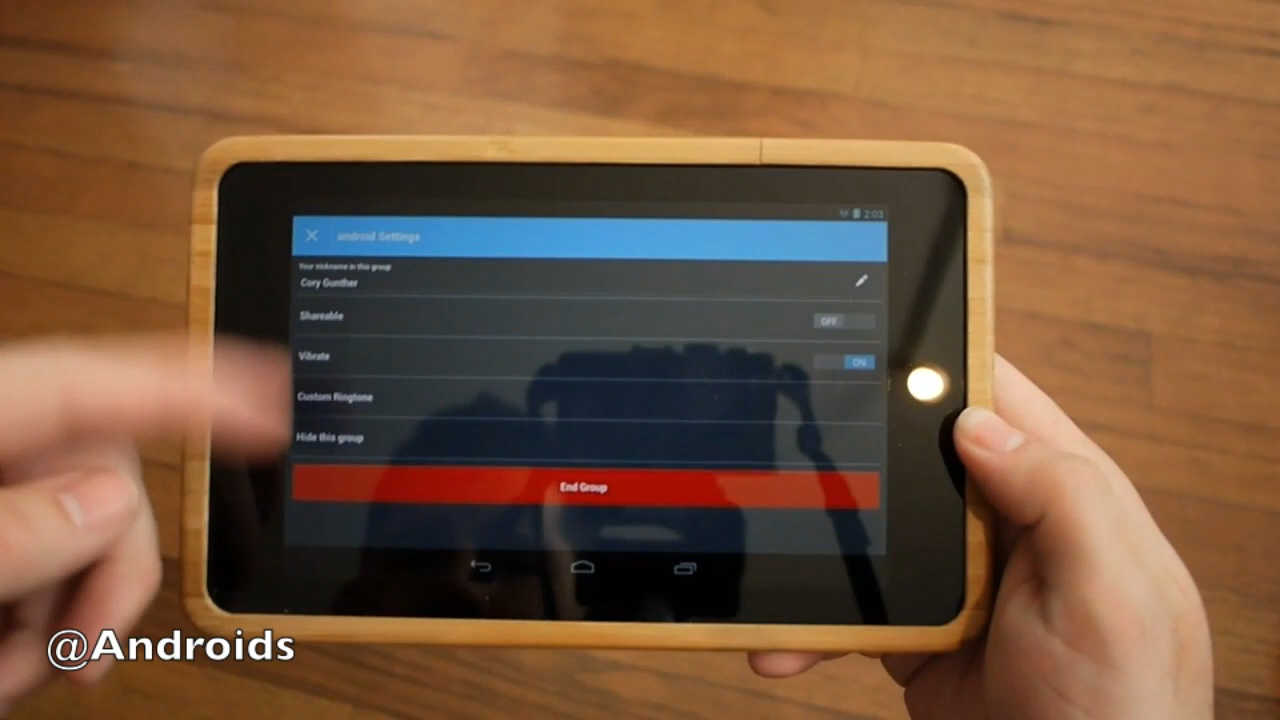 2:03
android Settings
Your nickname in this group
Cory Gunther
Shareable
OFF
Vibrate
ON
Custom Ringtone
Hide this group
End Group
@Androids